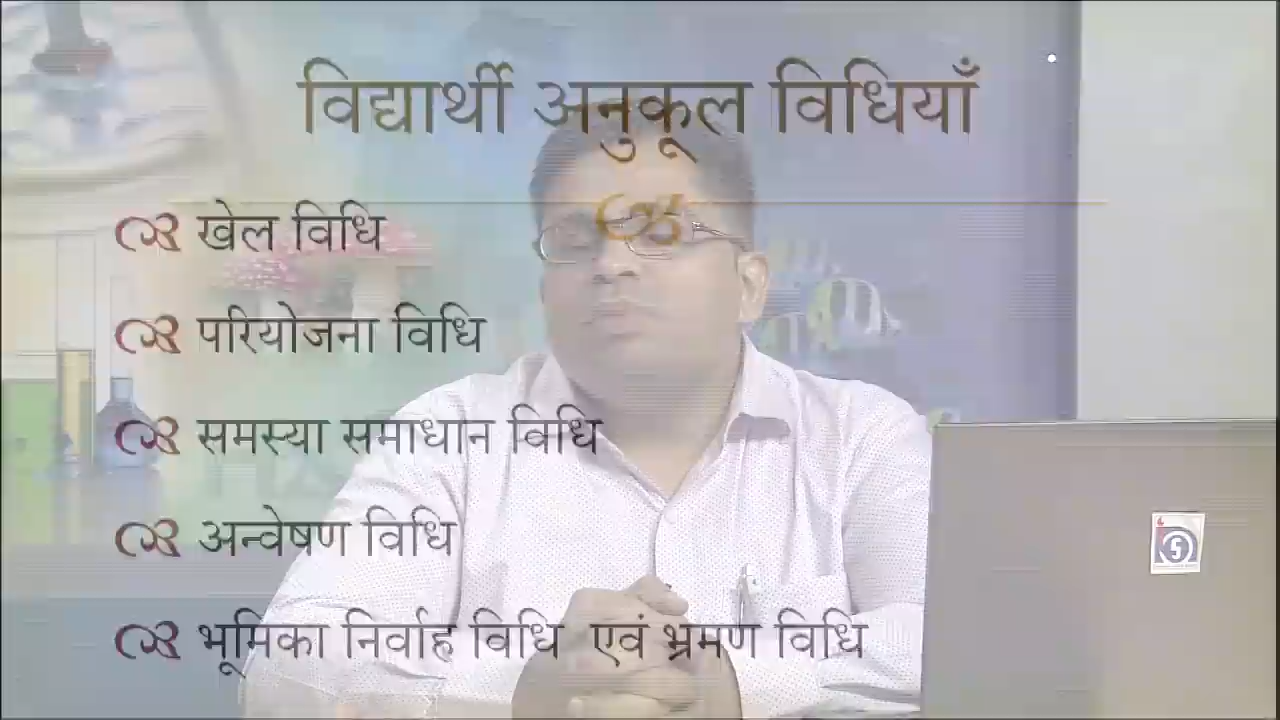 विद्यार्थी अनुकूल विधियाँ
खेल विधि
परियोजना विधि
समस्या समाधान विधि
अन्वेषण विधि
भूमिका निर्वाह विधि एवं भ्रमण विधि